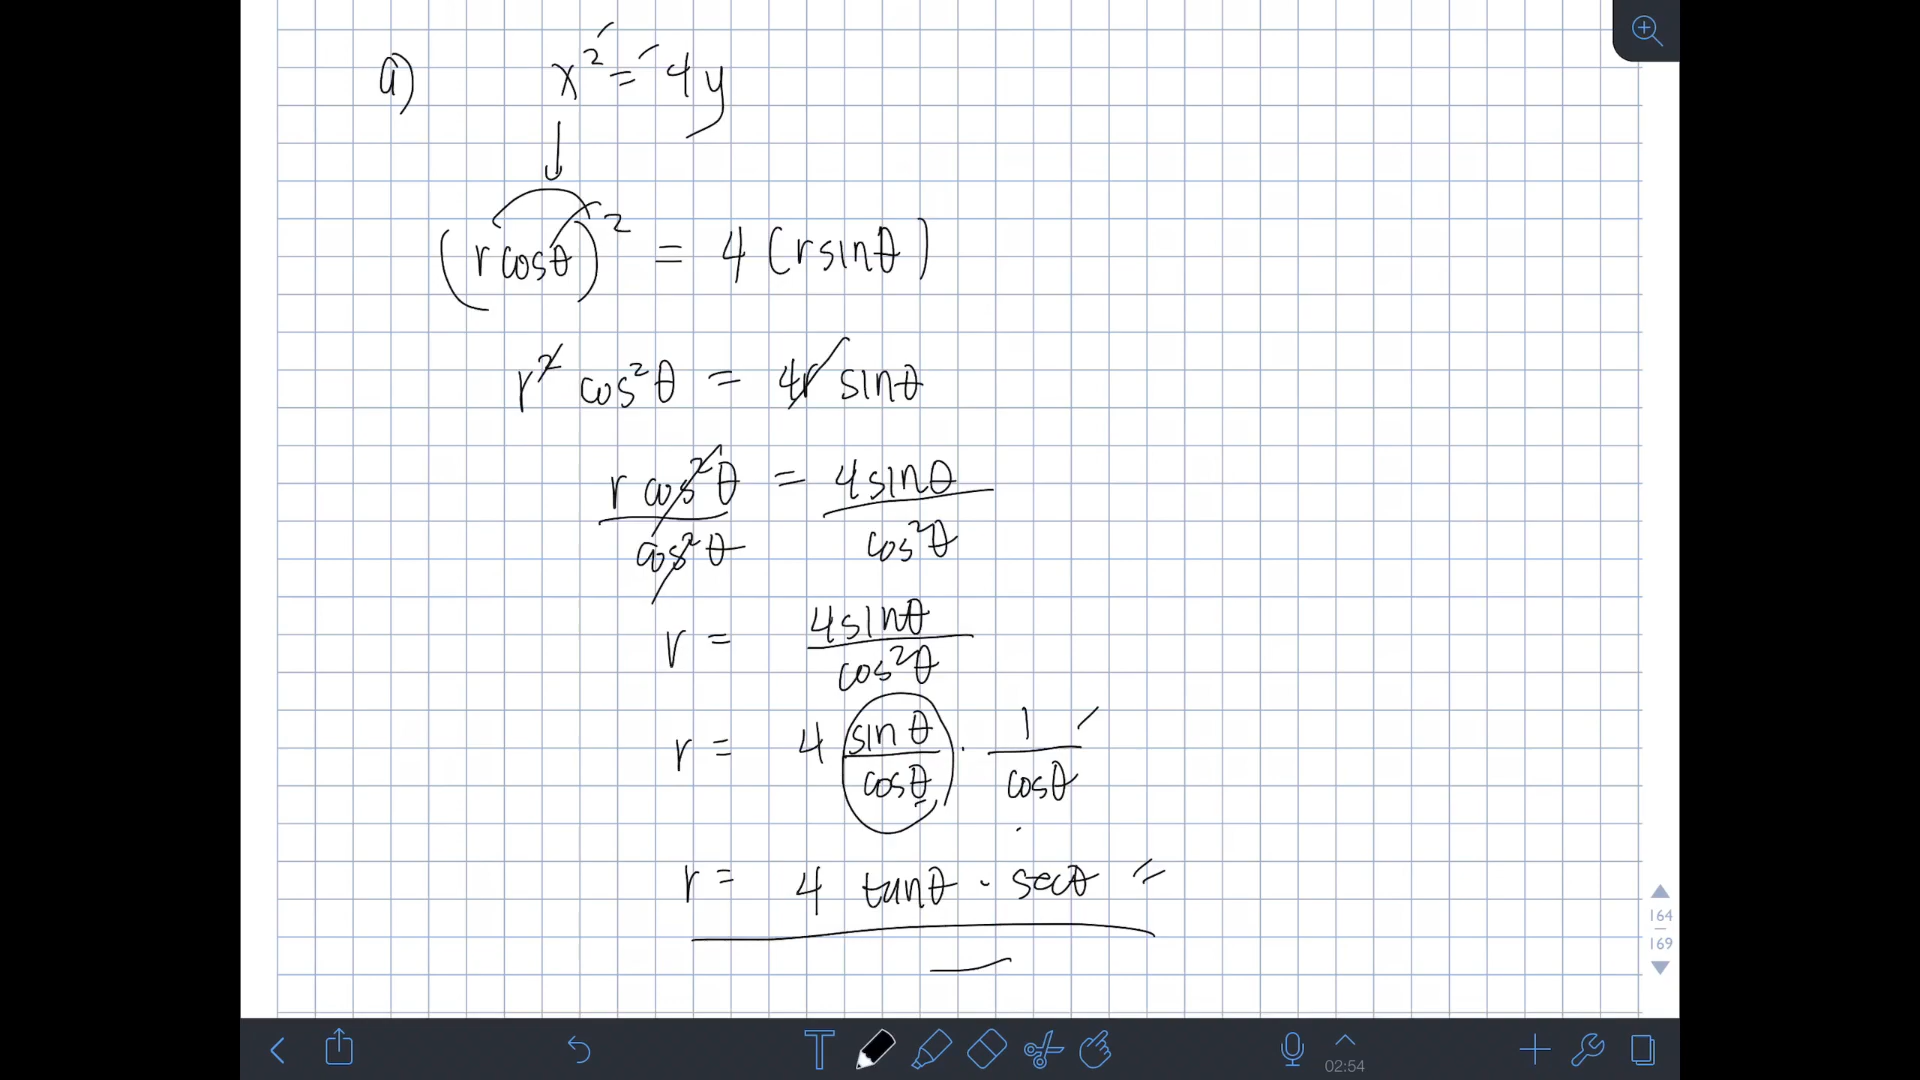 a) x² = 4y
(r cosθ)² = 4 (r sinθ)
r² cos²θ = 4r sinθ
r cos²θ / cos²θ = 4 sinθ / cos²θ
r = 4 sinθ / cos²θ
r = 4 sinθ / cosθ · 1 / cosθ
r = 4 tanθ · secθ
164
169
T
02:54